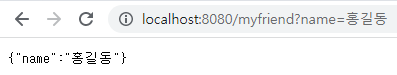 localhost:8080/myfriend?name=홍길동
{"name":"홍길동"}